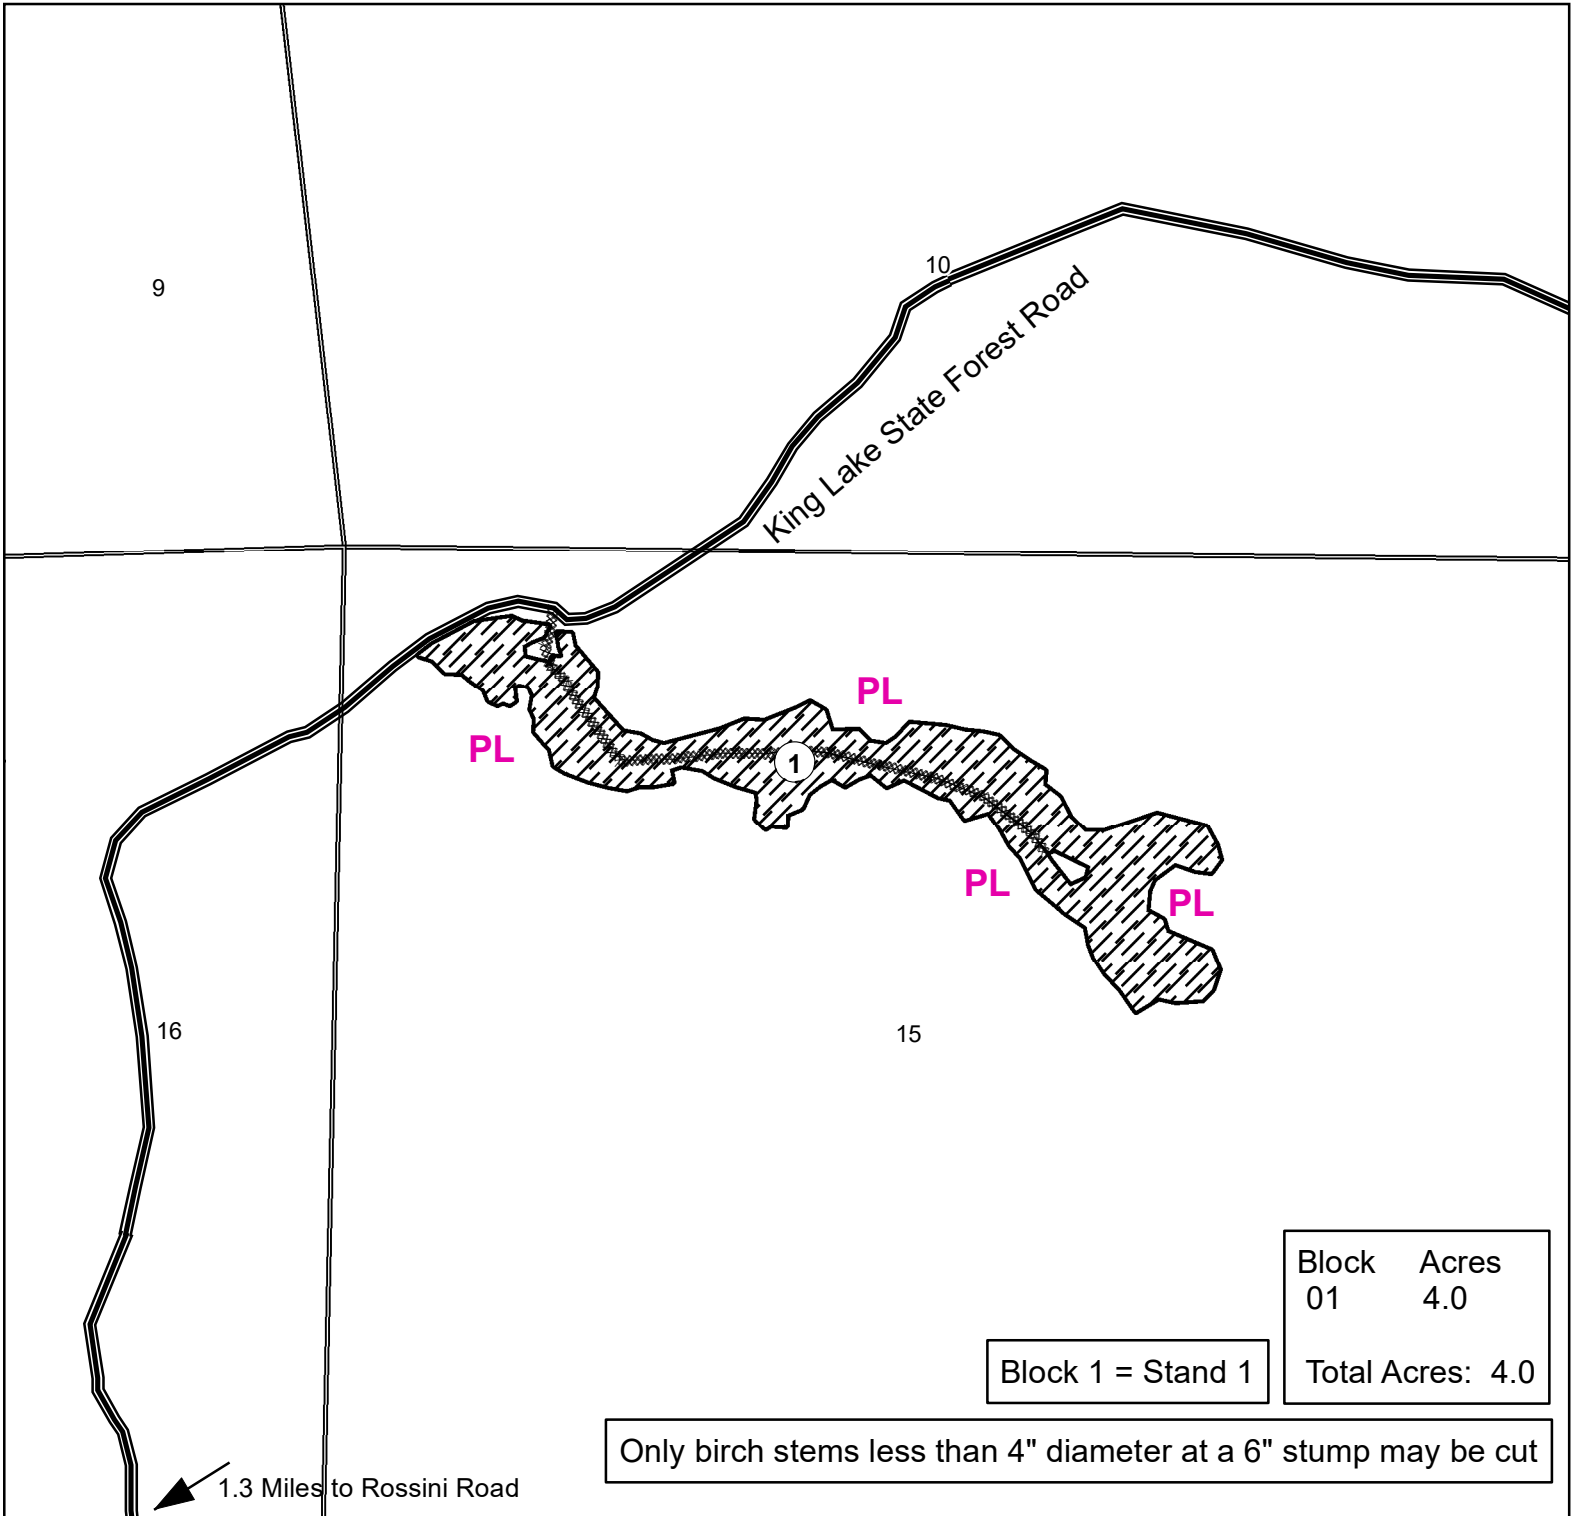 10
9
King Lake State Forest Road
PL
PL
1
PL
PL
16
15
Block Acres
01 4.0
Total Acres: 4.0
Block 1 = Stand 1
Only birch stems less than 4" diameter at a 6" stump may be cut
1.3 Miles to Rossini Road